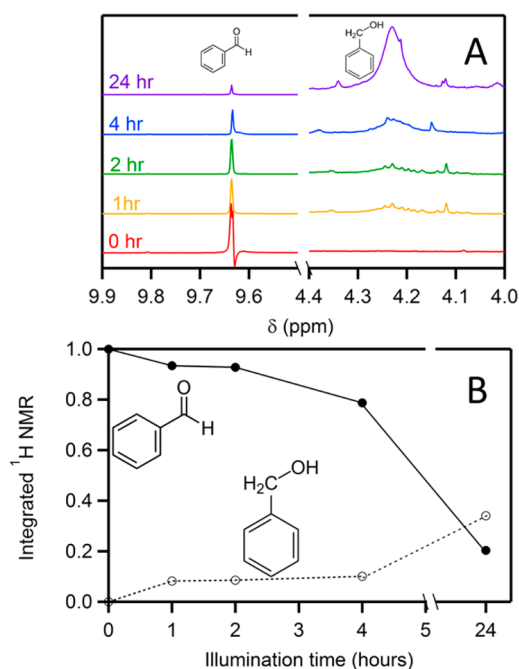 A
O
H
H₂C OH
24 hr
4 hr
2 hr
1hr
0 hr
9.9 9.8 9.7 9.6 4.4 4.3 4.2 4.1 4.0
δ (ppm)
B
1.0
0.8
0.6
0.4
0.2
0.0
O
H
H₂C OH
Integrated ¹H NMR
0 1 2 3 4 5 24
Illumination time (hours)